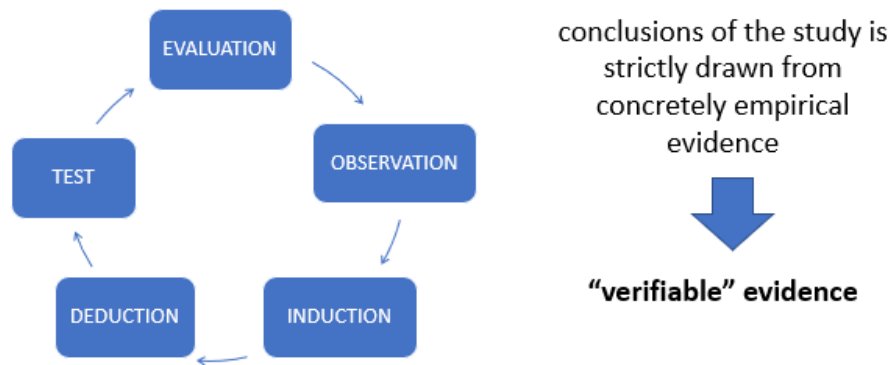 EVALUATION
OBSERVATION
INDUCTION
DEDUCTION
TEST
conclusions of the study is
strictly drawn from
concretely empirical
evidence
“verifiable” evidence